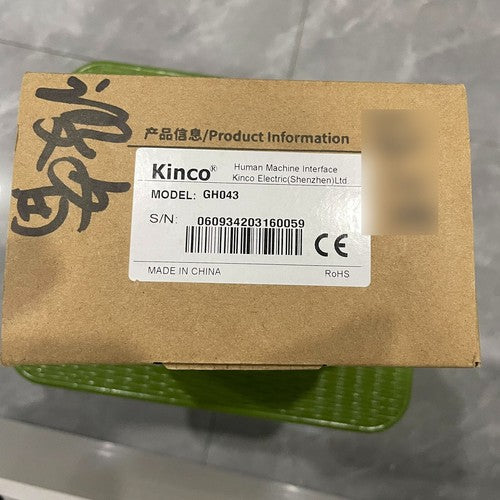 产品信息/Product Information
Kinco® Human Machine Interface
Kinco Electric(Shenzhen)Ltd
MODEL: GH043
S/N: 060934203160059
CE
MADE IN CHINA RoHS